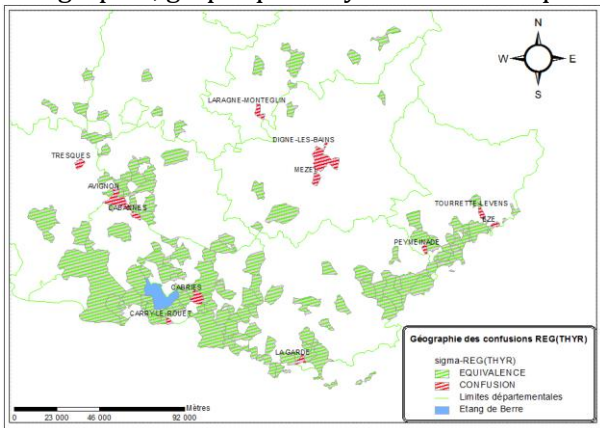 N
W E
S
LARAGNE-MONTEGLIN
DIGNE-LES-BAINS
TRESQUES
MEZEL
AVIGNON
CABANNES
TOURRETTE-LEVENS
EZE
PEYMEINADE
CABRIES
CARRY-LE-ROUET
LA GARDE
Géographie des confusions REG(THYR)
sigma-REG(THYR)
EQUIVALENCE
CONFUSION
Limites départementales
Etang de Berre
Mètres
0 23 000 46 000 92 000